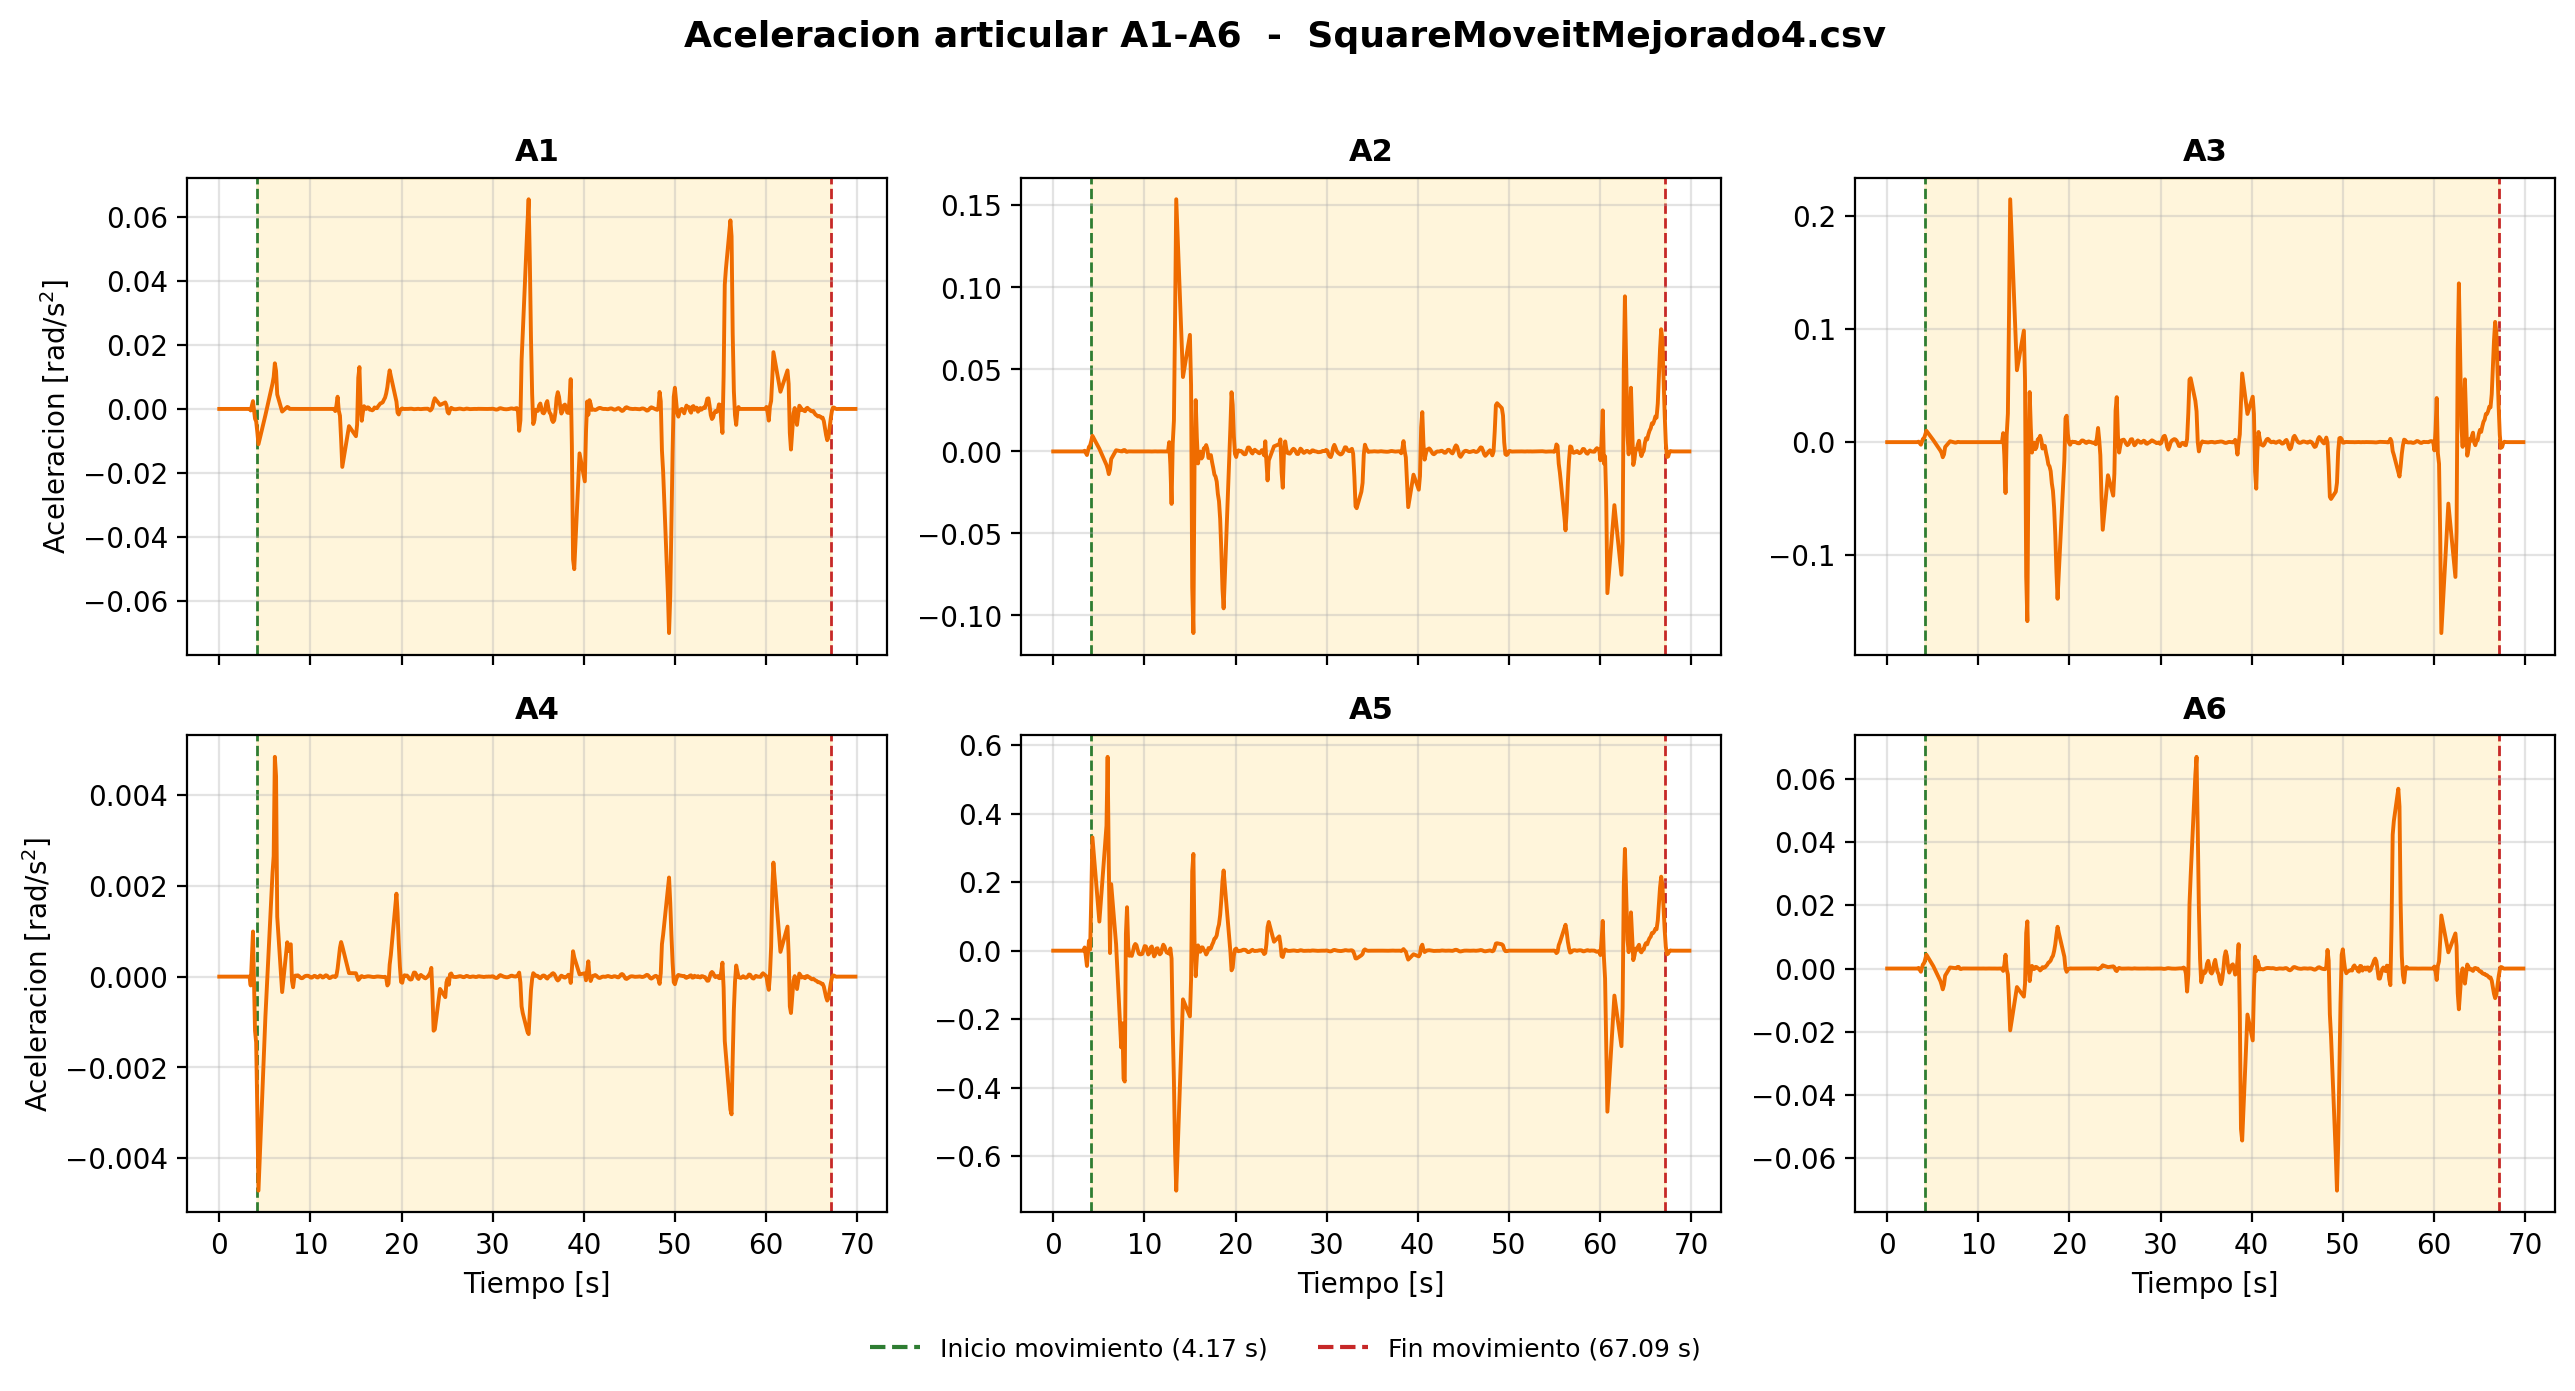 Aceleracion articular A1-A6  -  SquareMoveitMejorado4.csv
A1
A2
A3
Aceleracion [rad/s²]
0.06
0.04
0.02
0.00
−0.02
−0.04
−0.06
0.15
0.10
0.05
0.00
−0.05
−0.10
0.2
0.1
0.0
−0.1
A4
A5
A6
Aceleracion [rad/s²]
0.004
0.002
0.000
−0.002
−0.004
0.6
0.4
0.2
0.0
−0.2
−0.4
−0.6
0.06
0.04
0.02
0.00
−0.02
−0.04
−0.06
0 10 20 30 40 50 60 70
0 10 20 30 40 50 60 70
0 10 20 30 40 50 60 70
Tiempo [s]
Tiempo [s]
Tiempo [s]
Inicio movimiento (4.17 s)
Fin movimiento (67.09 s)